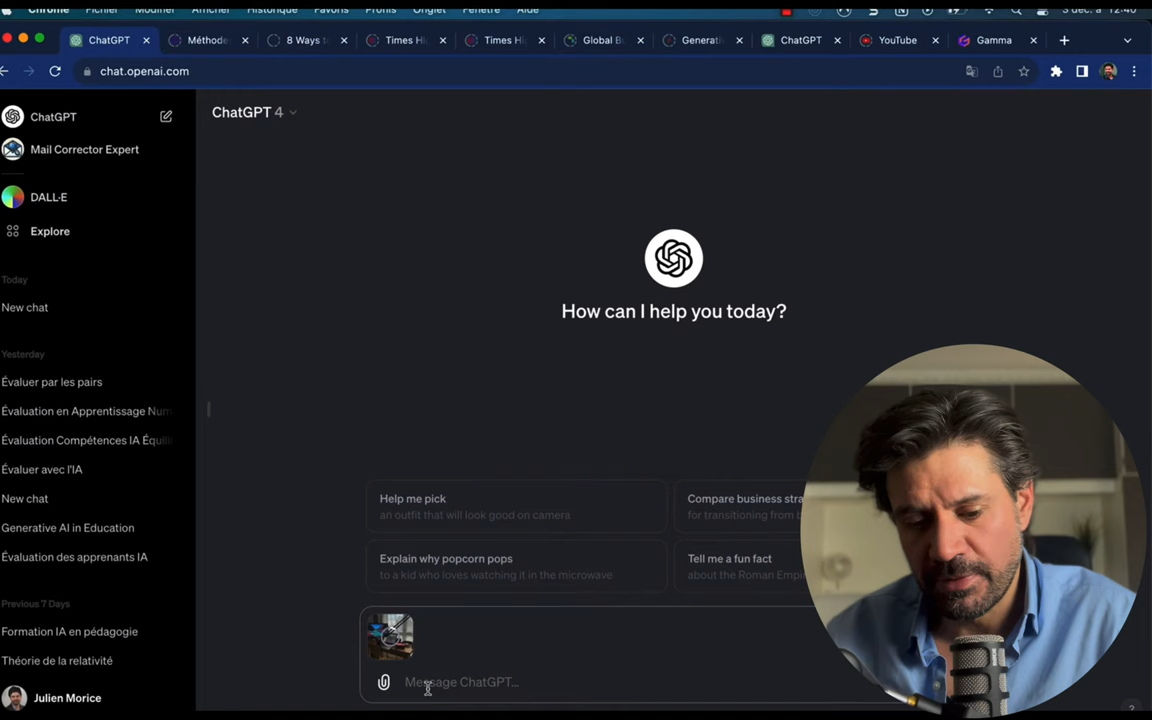 Chrome Fichier Modifier Afficher Historique Favoris Profils Onglet Fenêtre Aide
ChatGPT Méthode 8 Ways t Times Hi Times Hi Global B Generati ChatGPT YouTube Gamma
chat.openai.com
ChatGPT
ChatGPT 4
Mail Corrector Expert
DALL·E
Explore
Today
New chat
How can I help you today?
Yesterday
Évaluer par les pairs
Évaluation en Apprentissage Num
Évaluation Compétences IA Équili
Évaluer avec l'IA
New chat
Generative AI in Education
Évaluation des apprenants IA
Previous 7 Days
Formation IA en pédagogie
Théorie de la relativité
Julien Morice
Help me pick
an outfit that will look good on camera
Compare business stra
for transitioning from b
Explain why popcorn pops
to a kid who loves watching it in the microwave
Tell me a fun fact
about the Roman Empi
Message ChatGPT...
?